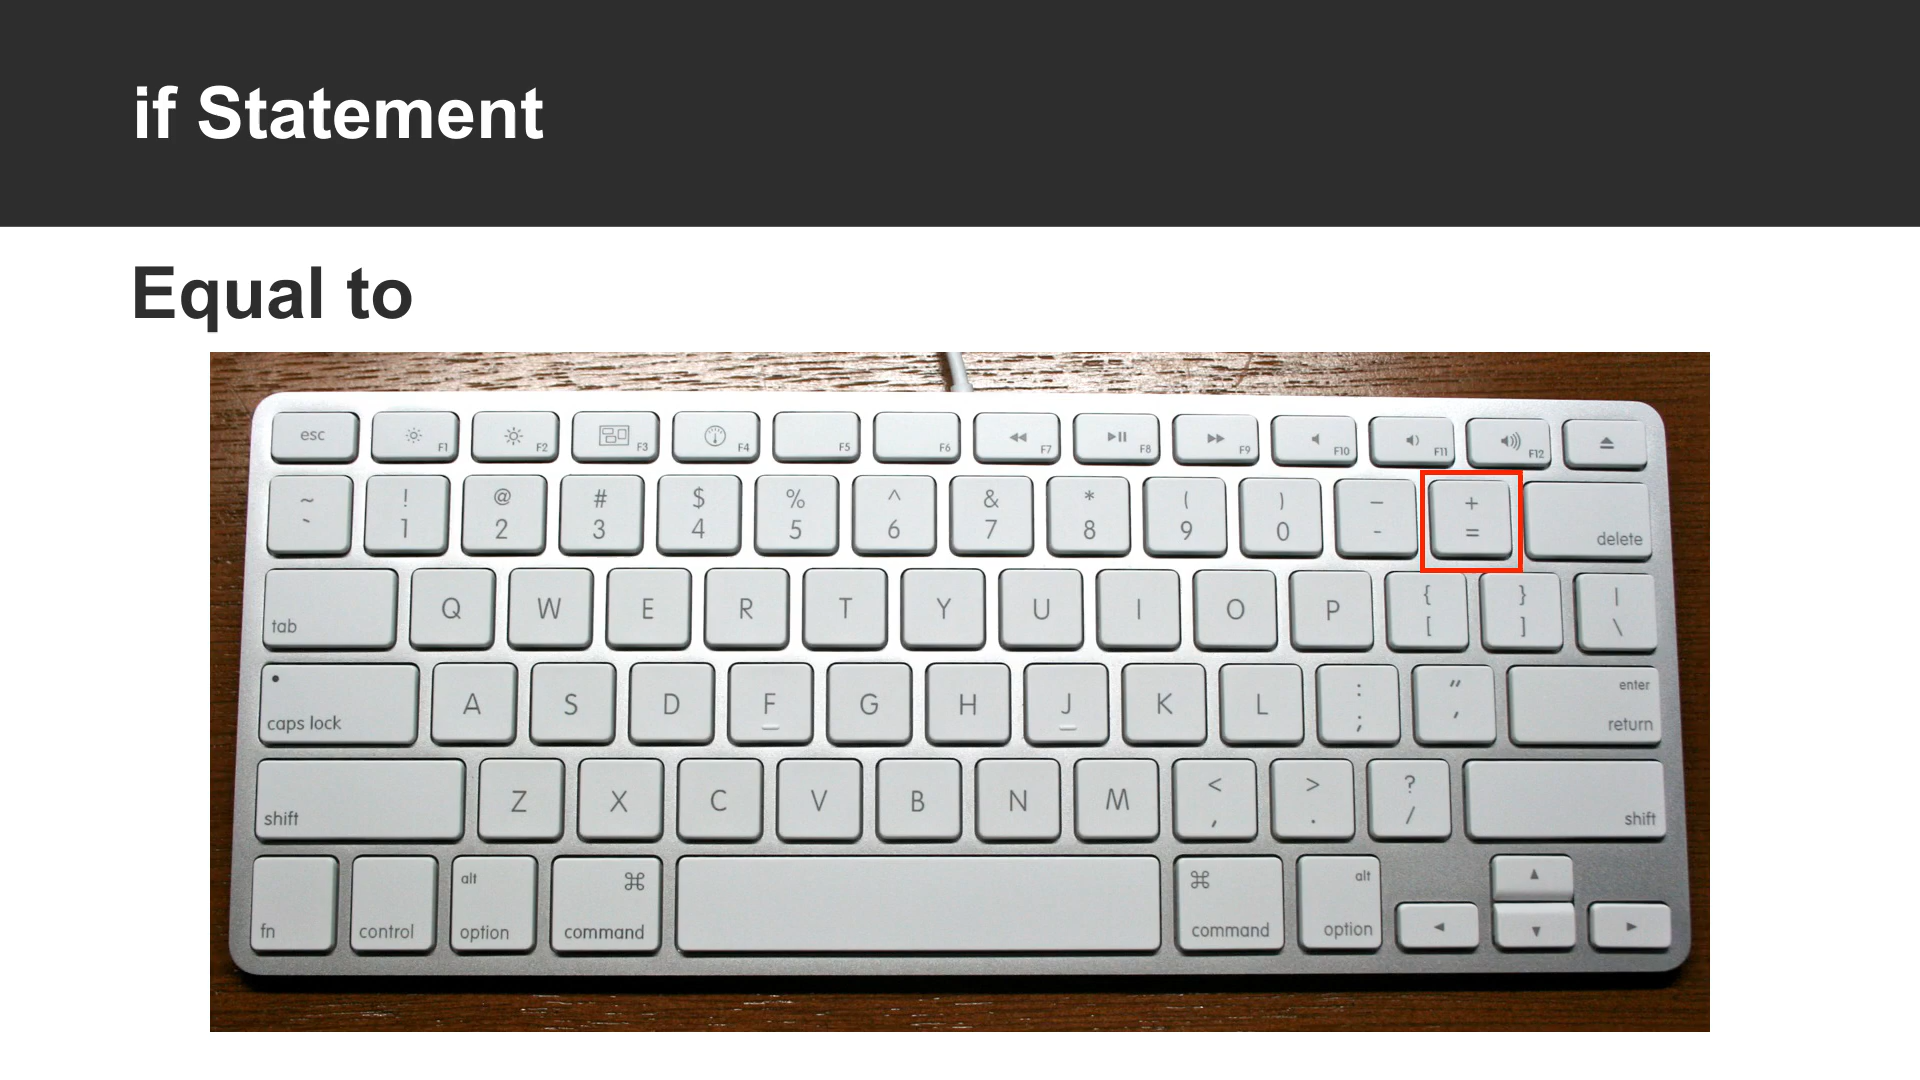 if Statement
Equal to
esc F1 F2 F3 F4 F5 F6 F7 F8 F9 F10 F11 F12
~ ! @ # $ % ^ & * ( ) _ +
` 1 2 3 4 5 6 7 8 9 0 - = delete
tab Q W E R T Y U I O P { [ } ] | \
caps lock A S D F G H J K L : ; " ' enter return
shift Z X C V B N M < , > . ? / shift
fn control alt option ⌘ command ⌘ command alt option